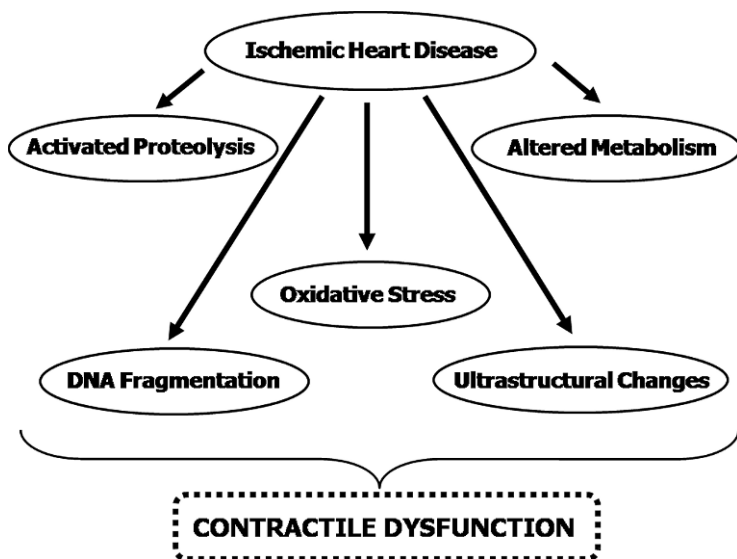 Ischemic Heart Disease
Activated Proteolysis
Altered Metabolism
Oxidative Stress
DNA Fragmentation
Ultrastructural Changes
CONTRACTILE DYSFUNCTION